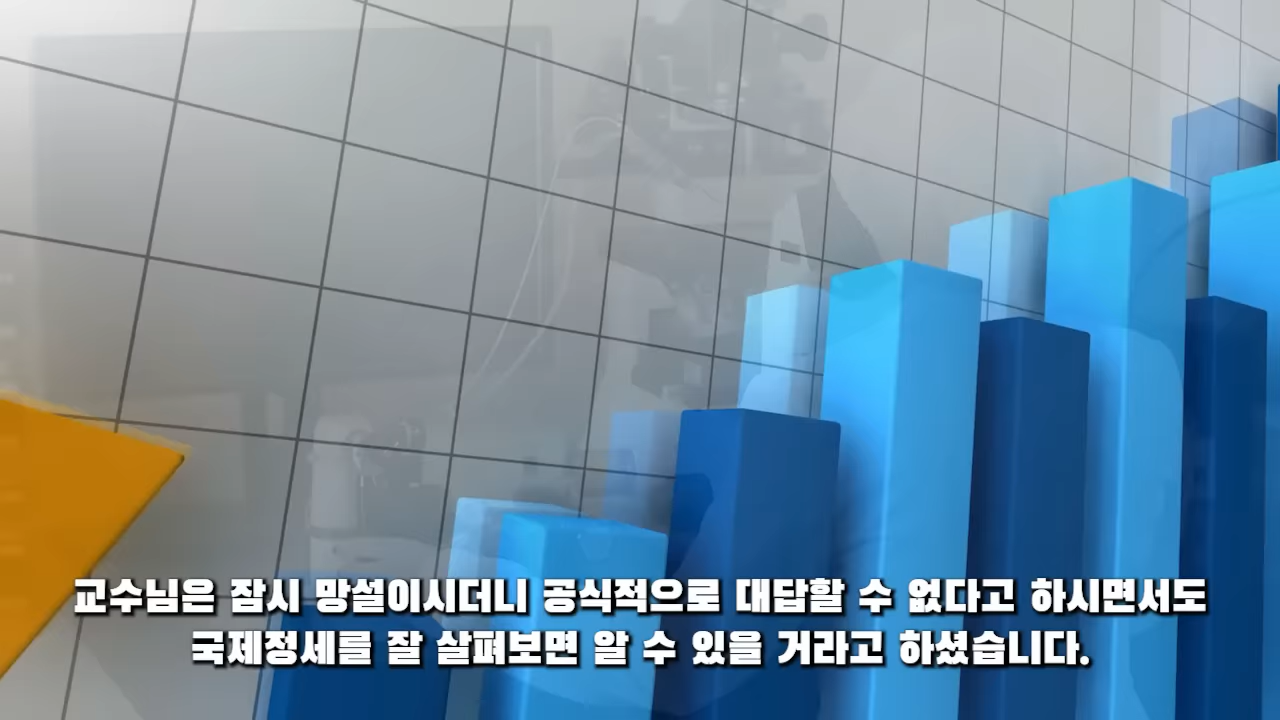 교수님은 잠시 망설이시더니 공식적으로 대답할 수 없다고 하시면서도
국제정세를 잘 살펴보면 알 수 있을 거라고 하셨습니다.